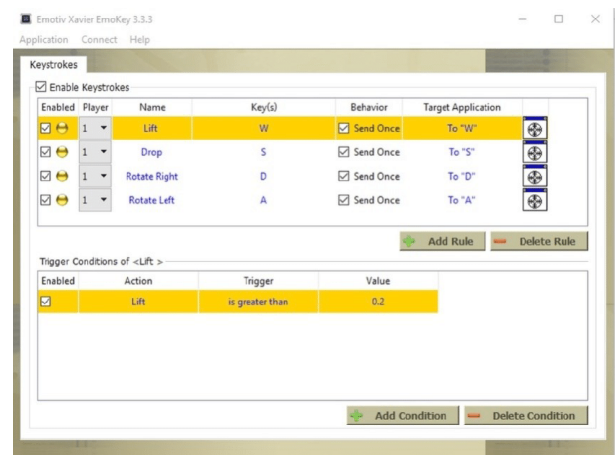 Emotiv Xavier EmoKey 3.3.3
Application Connect Help
Keystrokes
Enable Keystrokes
Enabled Player Name Key(s) Behavior Target Application
1 Lift W Send Once To "W"
1 Drop S Send Once To "S"
1 Rotate Right D Send Once To "D"
1 Rotate Left A Send Once To "A"
Add Rule Delete Rule
Trigger Conditions of <Lift >
Enabled Action Trigger Value
Lift is greater than 0.2
Add Condition Delete Condition